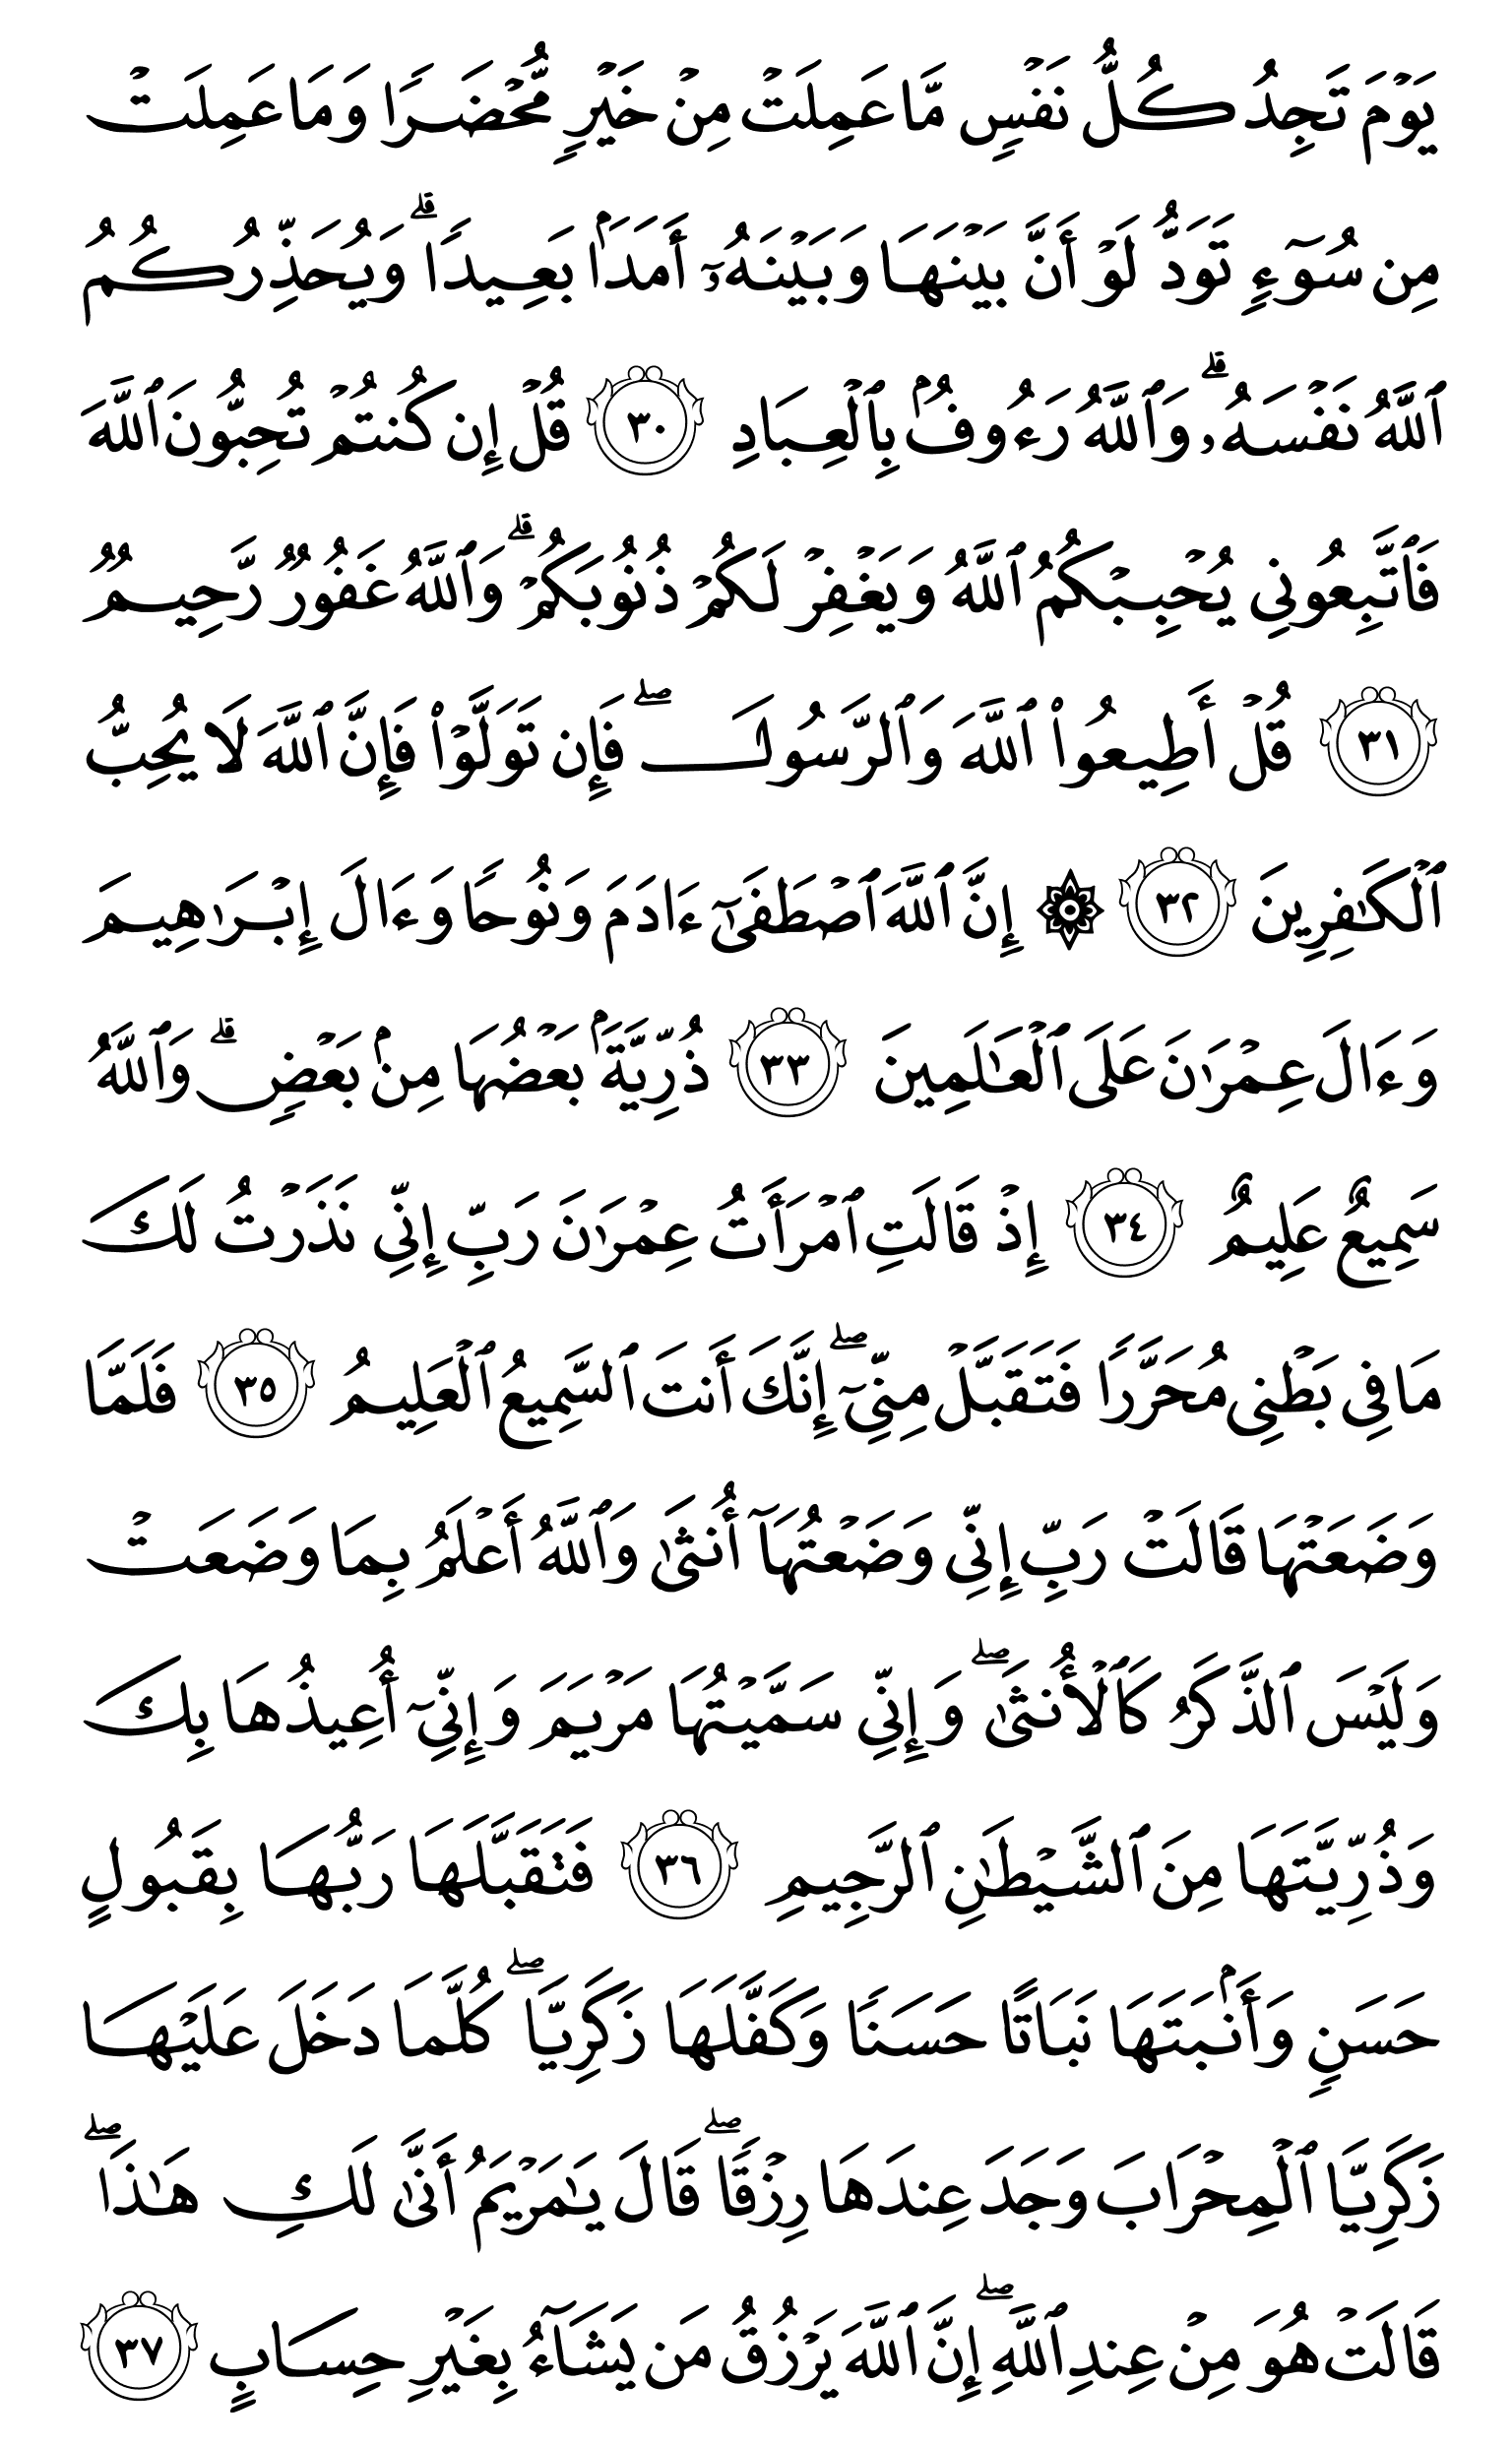 يَوْمَ تَجِدُ كُلُّ نَفْسٍ مَّا عَمِلَتْ مِنْ خَيْرٍ مُّحْضَرًا وَمَا عَمِلَتْ
مِن سُوٓءٍ تَوَدُّ لَوْ أَنَّ بَيْنَهَا وَبَيْنَهُۥٓ أَمَدَۢا بَعِيدًا ۗ وَيُحَذِّرُكُمُ
ٱللَّهُ نَفْسَهُۥ ۗ وَٱللَّهُ رَءُوفُۢ بِٱلْعِبَادِ ٣٠ قُلْ إِن كُنتُمْ تُحِبُّونَ ٱللَّهَ
فَٱتَّبِعُونِى يُحْبِبْكُمُ ٱللَّهُ وَيَغْفِرْ لَكُمْ ذُنُوبَكُمْ ۗ وَٱللَّهُ غَفُورٌ رَّحِيمٌ
٣١ قُلْ أَطِيعُوا۟ ٱللَّهَ وَٱلرَّسُولَ ۖ فَإِن تَوَلَّوْا۟ فَإِنَّ ٱللَّهَ لَا يُحِبُّ
ٱلْكَـٰفِرِينَ ٣٢ ۞ إِنَّ ٱللَّهَ ٱصْطَفَىٰٓ ءَادَمَ وَنُوحًا وَءَالَ إِبْرَٰهِيمَ
وَءَالَ عِمْرَٰنَ عَلَى ٱلْعَـٰلَمِينَ ٣٣ ذُرِّيَّةَۢ بَعْضُهَا مِنۢ بَعْضٍ ۗ وَٱللَّهُ
سَمِيعٌ عَلِيمٌ ٣٤ إِذْ قَالَتِ ٱمْرَأَتُ عِمْرَٰنَ رَبِّ إِنِّى نَذَرْتُ لَكَ
مَا فِى بَطْنِى مُحَرَّرًا فَتَقَبَّلْ مِنِّىٓ ۖ إِنَّكَ أَنتَ ٱلسَّمِيعُ ٱلْعَلِيمُ ٣٥ فَلَمَّا
وَضَعَتْهَا قَالَتْ رَبِّ إِنِّى وَضَعْتُهَآ أُنثَىٰ وَٱللَّهُ أَعْلَمُ بِمَا وَضَعَتْ
وَلَيْسَ ٱلذَّكَرُ كَٱلْأُنثَىٰ ۖ وَإِنِّى سَمَّيْتُهَا مَرْيَمَ وَإِنِّىٓ أُعِيذُهَا بِكَ
وَذُرِّيَّتَهَا مِنَ ٱلشَّيْطَـٰنِ ٱلرَّجِيمِ ٣٦ فَتَقَبَّلَهَا رَبُّهَا بِقَبُولٍ
حَسَنٍ وَأَنۢبَتَهَا نَبَاتًا حَسَنًا وَكَفَّلَهَا زَكَرِيَّا ۖ كُلَّمَا دَخَلَ عَلَيْهَا
زَكَرِيَّا ٱلْمِحْرَابَ وَجَدَ عِندَهَا رِزْقًا ۖ قَالَ يَـٰمَرْيَمُ أَنَّىٰ لَكِ هَـٰذَا ۖ
قَالَتْ هُوَ مِنْ عِندِ ٱللَّهِ ۖ إِنَّ ٱللَّهَ يَرْزُقُ مَن يَشَآءُ بِغَيْرِ حِسَابٍ ٣٧